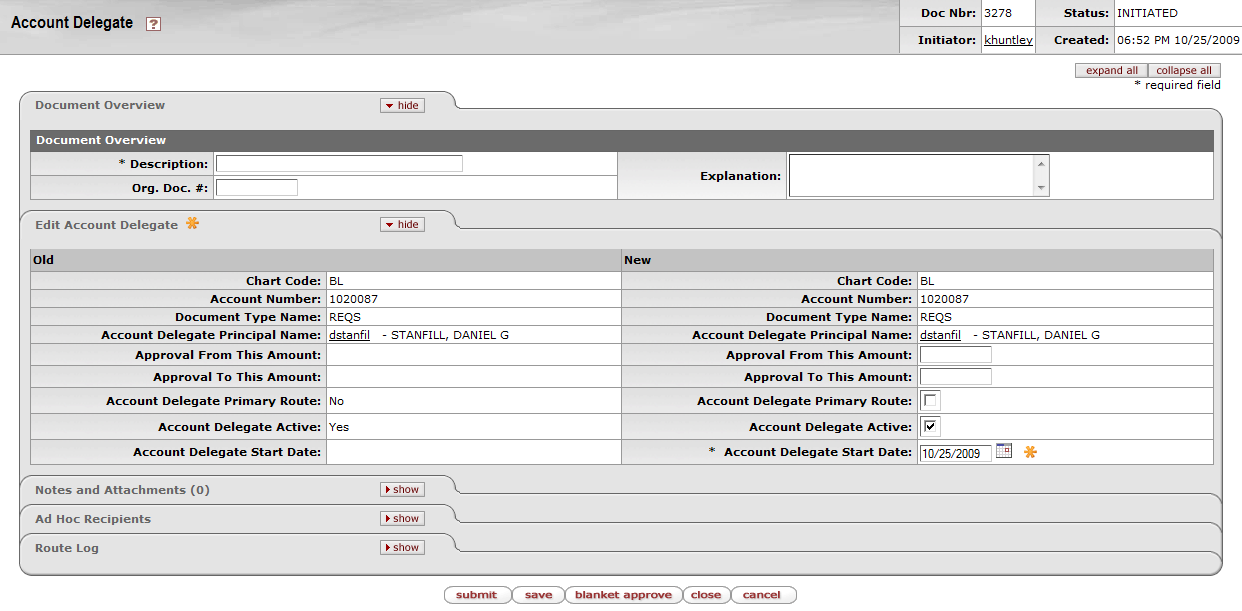 Account Delegate ?
Doc Nbr: 3278 Status: INITIATED
Initiator: khuntley Created: 06:52 PM 10/25/2009
expand all collapse all
* required field
Document Overview hide
Document Overview
* Description:
Explanation:
Org. Doc. #:
Edit Account Delegate hide
Old New
Chart Code: BL Chart Code: BL
Account Number: 1020087 Account Number: 1020087
Document Type Name: REQS Document Type Name: REQS
Account Delegate Principal Name: dstanfil - STANFILL, DANIEL G Account Delegate Principal Name: dstanfil - STANFILL, DANIEL G
Approval From This Amount: Approval From This Amount:
Approval To This Amount: Approval To This Amount:
Account Delegate Primary Route: No Account Delegate Primary Route:
Account Delegate Active: Yes Account Delegate Active:
Account Delegate Start Date: * Account Delegate Start Date: 10/25/2009
Notes and Attachments (0) show
Ad Hoc Recipients show
Route Log show
submit save blanket approve close cancel